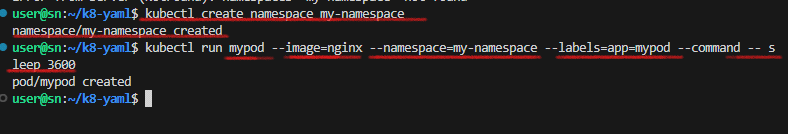 user@sn:~/k8-yaml$ kubectl create namespace my-namespace
namespace/my-namespace created
user@sn:~/k8-yaml$ kubectl run mypod --image=nginx --namespace=my-namespace --labels=app=mypod --command -- s
leep 3600
pod/mypod created
user@sn:~/k8-yaml$